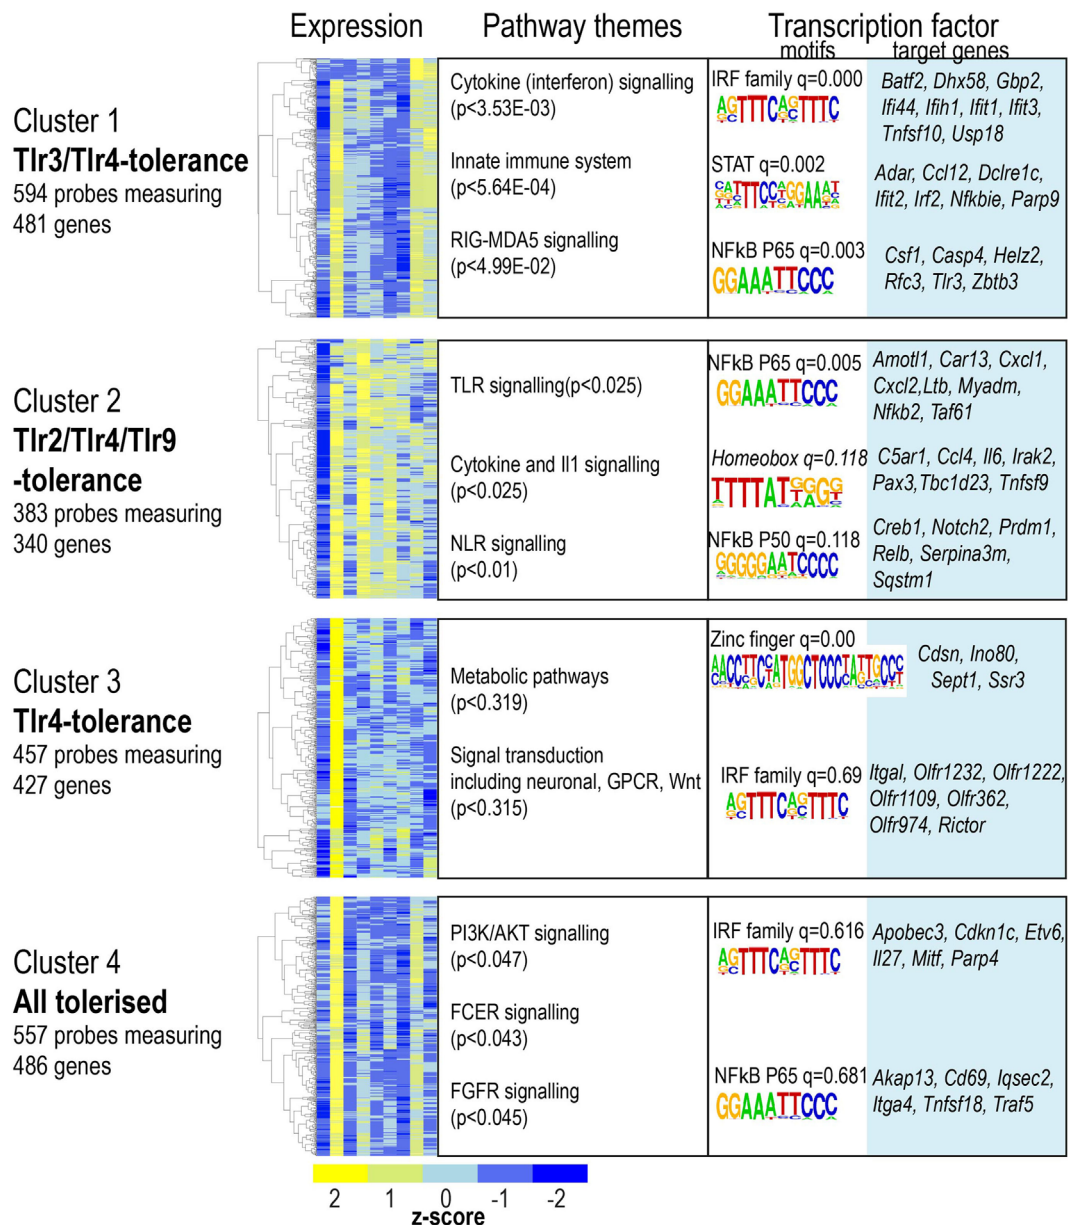 Expression
Pathway themes
Transcription factor
motifs
target genes
Cluster 1
Tlr3/Tlr4-tolerance
594 probes measuring
481 genes
Cytokine (interferon) signalling
(p<3.53E-03)
Innate immune system
(p<5.64E-04)
RIG-MDA5 signalling
(p<4.99E-02)
IRF family q=0.000
STAT q=0.002
NFkB P65 q=0.003
GGAAATTCCC
Batf2, Dhx58, Gbp2,
Ifi44, Ifih1, Ifit1, Ifit3,
Tnfsf10, Usp18
Adar, Ccl12, Dclre1c,
Ifit2, Irf2, Nfkbie, Parp9
Csf1, Casp4, Helz2,
Rfc3, Tlr3, Zbtb3
Cluster 2
Tlr2/Tlr4/Tlr9
-tolerance
383 probes measuring
340 genes
TLR signalling(p<0.025)
Cytokine and Il1 signalling
(p<0.025)
NLR signalling
(p<0.01)
NFkB P65 q=0.005
GGAAATTCCC
Homeobox q=0.118
NFkB P50 q=0.118
Amotl1, Car13, Cxcl1,
Cxcl2,Ltb, Myadm,
Nfkb2, Taf61
C5ar1, Ccl4, Il6, Irak2,
Pax3,Tbc1d23, Tnfsf9
Creb1, Notch2, Prdm1,
Relb, Serpina3m,
Sqstm1
Cluster 3
Tlr4-tolerance
457 probes measuring
427 genes
Metabolic pathways
(p<0.319)
Signal transduction
including neuronal, GPCR, Wnt
(p<0.315)
Zinc finger q=0.00
IRF family q=0.69
Cdsn, Ino80,
Sept1, Ssr3
Itgal, Olfr1232, Olfr1222,
Olfr1109, Olfr362,
Olfr974, Rictor
Cluster 4
All tolerised
557 probes measuring
486 genes
PI3K/AKT signalling
(p<0.047)
FCER signalling
(p<0.043)
FGFR signalling
(p<0.045)
IRF family q=0.616
NFkB P65 q=0.681
GGAAATTCCC
Apobec3, Cdkn1c, Etv6,
Il27, Mitf, Parp4
Akap13, Cd69, Iqsec2,
Itga4, Tnfsf18, Traf5
2 1 0 -1 -2
z-score